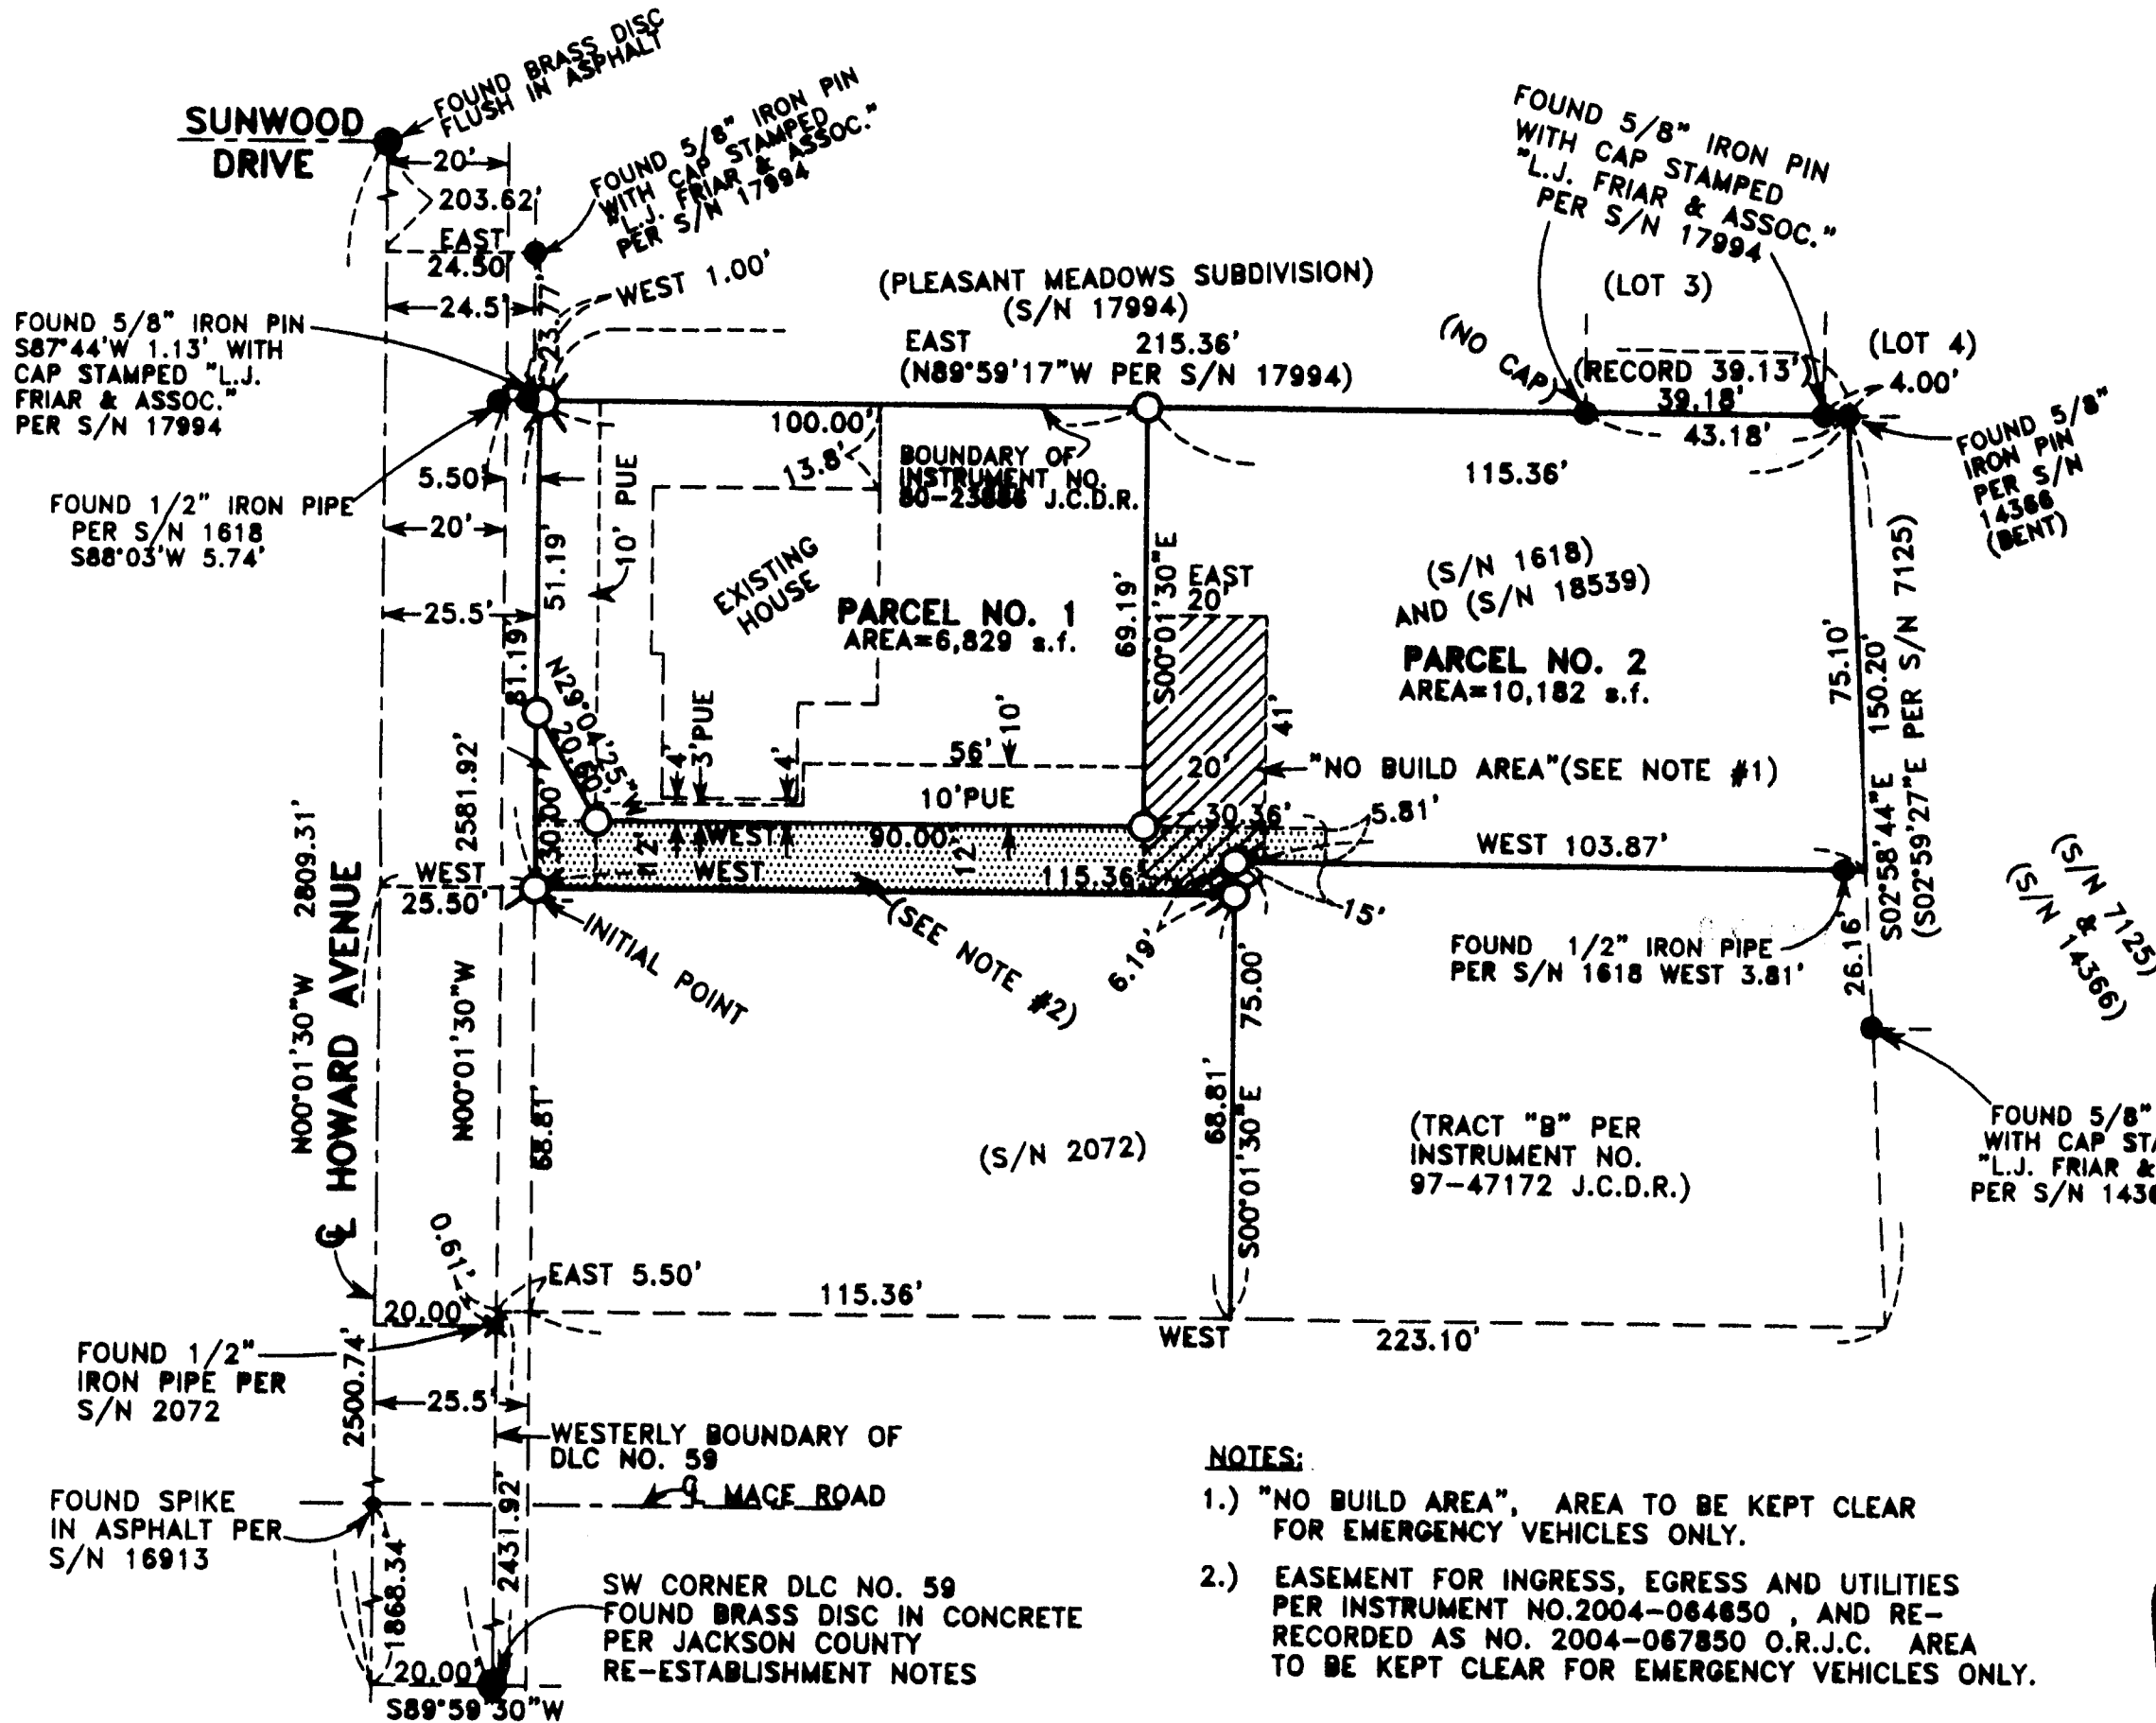 FOUND BRASS DISC
FLUSH IN ASPHALT
SUNWOOD
DRIVE
20'
203.62'
EAST
24.50'
24.5'
FOUND 5/8" IRON PIN
WITH CAP STAMPED
"L.J. FRIAR & ASSOC."
PER S/N 17994
23.77'
WEST 1.00'
(PLEASANT MEADOWS SUBDIVISION)
(S/N 17994)
EAST 215.36'
(N89°59'17"W PER S/N 17994)
FOUND 5/8" IRON PIN
WITH CAP STAMPED
"L.J. FRIAR & ASSOC."
PER S/N 17994
(LOT 3)
(NO CAP)
(RECORD 39.13')
39.18'
43.18'
(LOT 4)
4.00'
FOUND 5/8"
IRON PIN
PER S/N
14366
(BENT)
FOUND 5/8" IRON PIN
S87°44'W 1.13' WITH
CAP STAMPED "L.J.
FRIAR & ASSOC."
PER S/N 17994
FOUND 1/2" IRON PIPE
PER S/N 1618
S88°03'W 5.74'
5.50'
20'
25.5'
51.19'
81.19'
10' PUE
100.00'
13.8'
BOUNDARY OF
INSTRUMENT NO.
J.C.D.R.
115.36'
EXISTING
HOUSE
PARCEL NO. 1
AREA=6,829 s.f.
69.19'
S00°01'30"E
EAST
20'
(S/N 1618)
AND (S/N 18539)
PARCEL NO. 2
AREA=10,182 s.f.
75.10'
S02°58'44"E 150.20'
(S02°59'27"E PER S/N 7125)
N29°04'25"W
20.60'
4'
3'PUE
4'
56'
10'
10'PUE
20'
41'
"NO BUILD AREA"(SEE NOTE #1)
30.00'
12'
WEST 90.00'
12'
30.36'
5.81'
WEST 103.87'
WEST
115.36'
15'
6.19'
WEST
25.50'
INITIAL POINT
(SEE NOTE #2)
FOUND 1/2" IRON PIPE
PER S/N 1618 WEST 3.81'
26.16'
(S/N 7125)
&
(S/N 14366)
N00°01'30"W 2809.31'
℄ HOWARD AVENUE
N00°01'30"W 2581.92'
68.81'
(S/N 2072)
68.81'
S00°01'30"E 75.00'
(TRACT "B" PER
INSTRUMENT NO.
97-47172 J.C.D.R.)
FOUND 5/8"
WITH CAP STA
"L.J. FRIAR &
PER S/N 1436
0.61'
EAST 5.50'
20.00'
115.36'
WEST 223.10'
FOUND 1/2"
IRON PIPE PER
S/N 2072
2500.74'
25.5'
WESTERLY BOUNDARY OF
DLC NO. 59
℄ MACE ROAD
FOUND SPIKE
IN ASPHALT PER
S/N 16913
1868.34'
2431.92'
SW CORNER DLC NO. 59
FOUND BRASS DISC IN CONCRETE
PER JACKSON COUNTY
RE-ESTABLISHMENT NOTES
20.00'
S89°59'30"W
NOTES:
1.) "NO BUILD AREA", AREA TO BE KEPT CLEAR
FOR EMERGENCY VEHICLES ONLY.
2.) EASEMENT FOR INGRESS, EGRESS AND UTILITIES
PER INSTRUMENT NO.2004-064650 , AND RE-
RECORDED AS NO. 2004-067850 O.R.J.C. AREA
TO BE KEPT CLEAR FOR EMERGENCY VEHICLES ONLY.